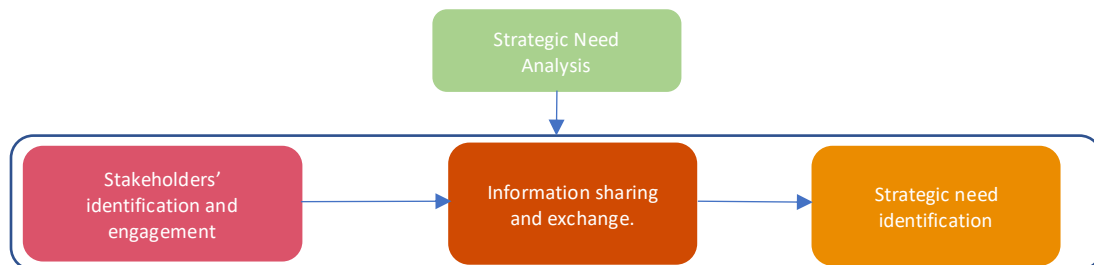 Strategic Need
Analysis
Stakeholders’
identification and
engagement
Information sharing
and exchange.
Strategic need
identification